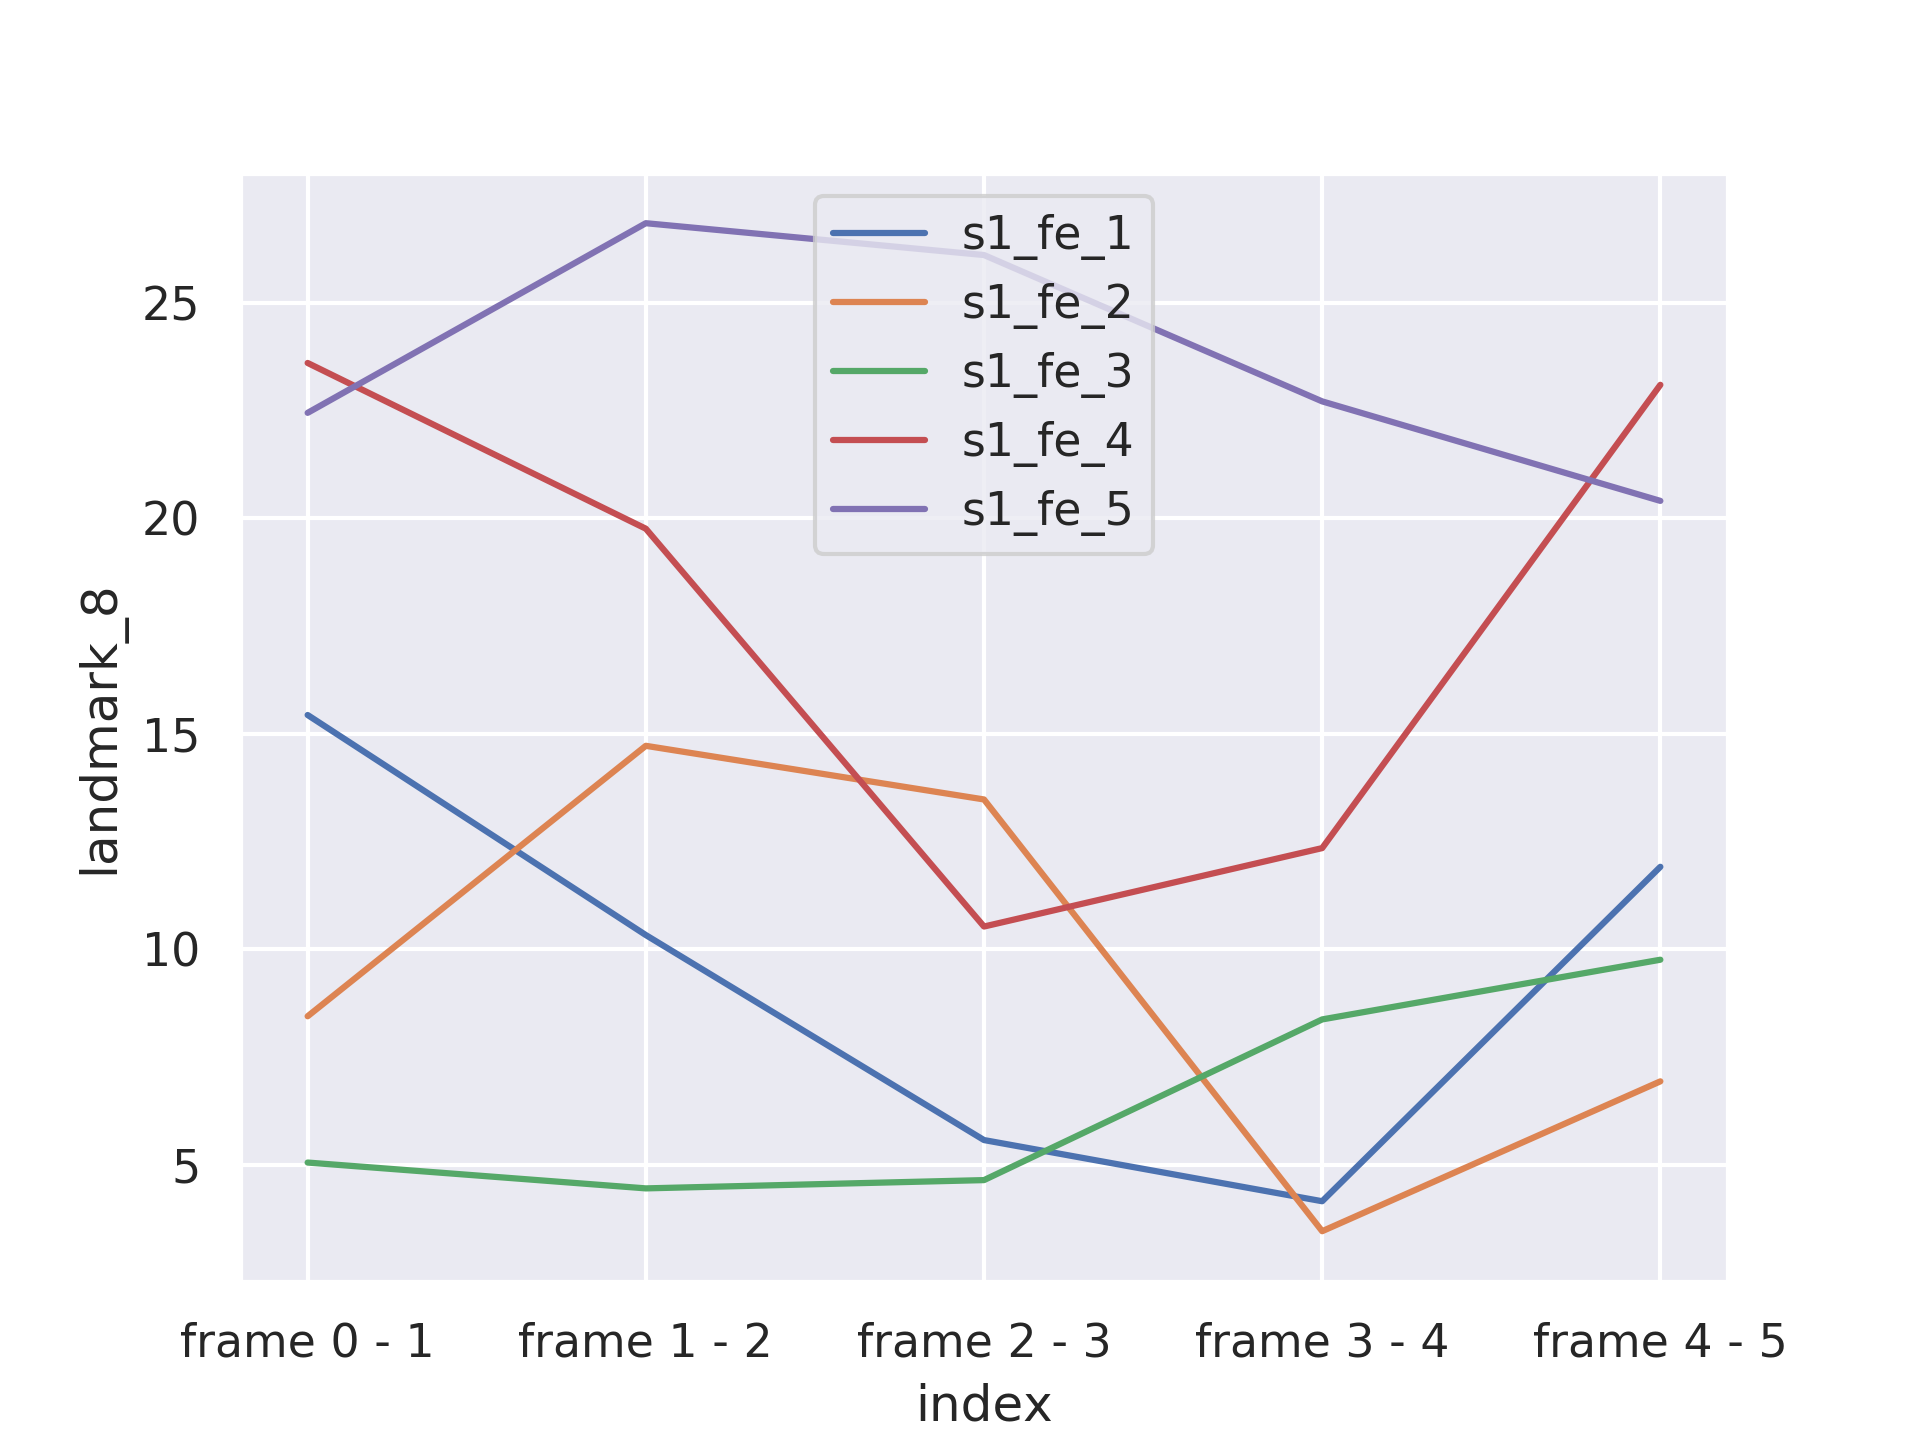 s1_fe_1
s1_fe_2
s1_fe_3
s1_fe_4
s1_fe_5
25
20
15
10
5
landmark_8
frame 0 - 1 frame 1 - 2 frame 2 - 3 frame 3 - 4 frame 4 - 5
index